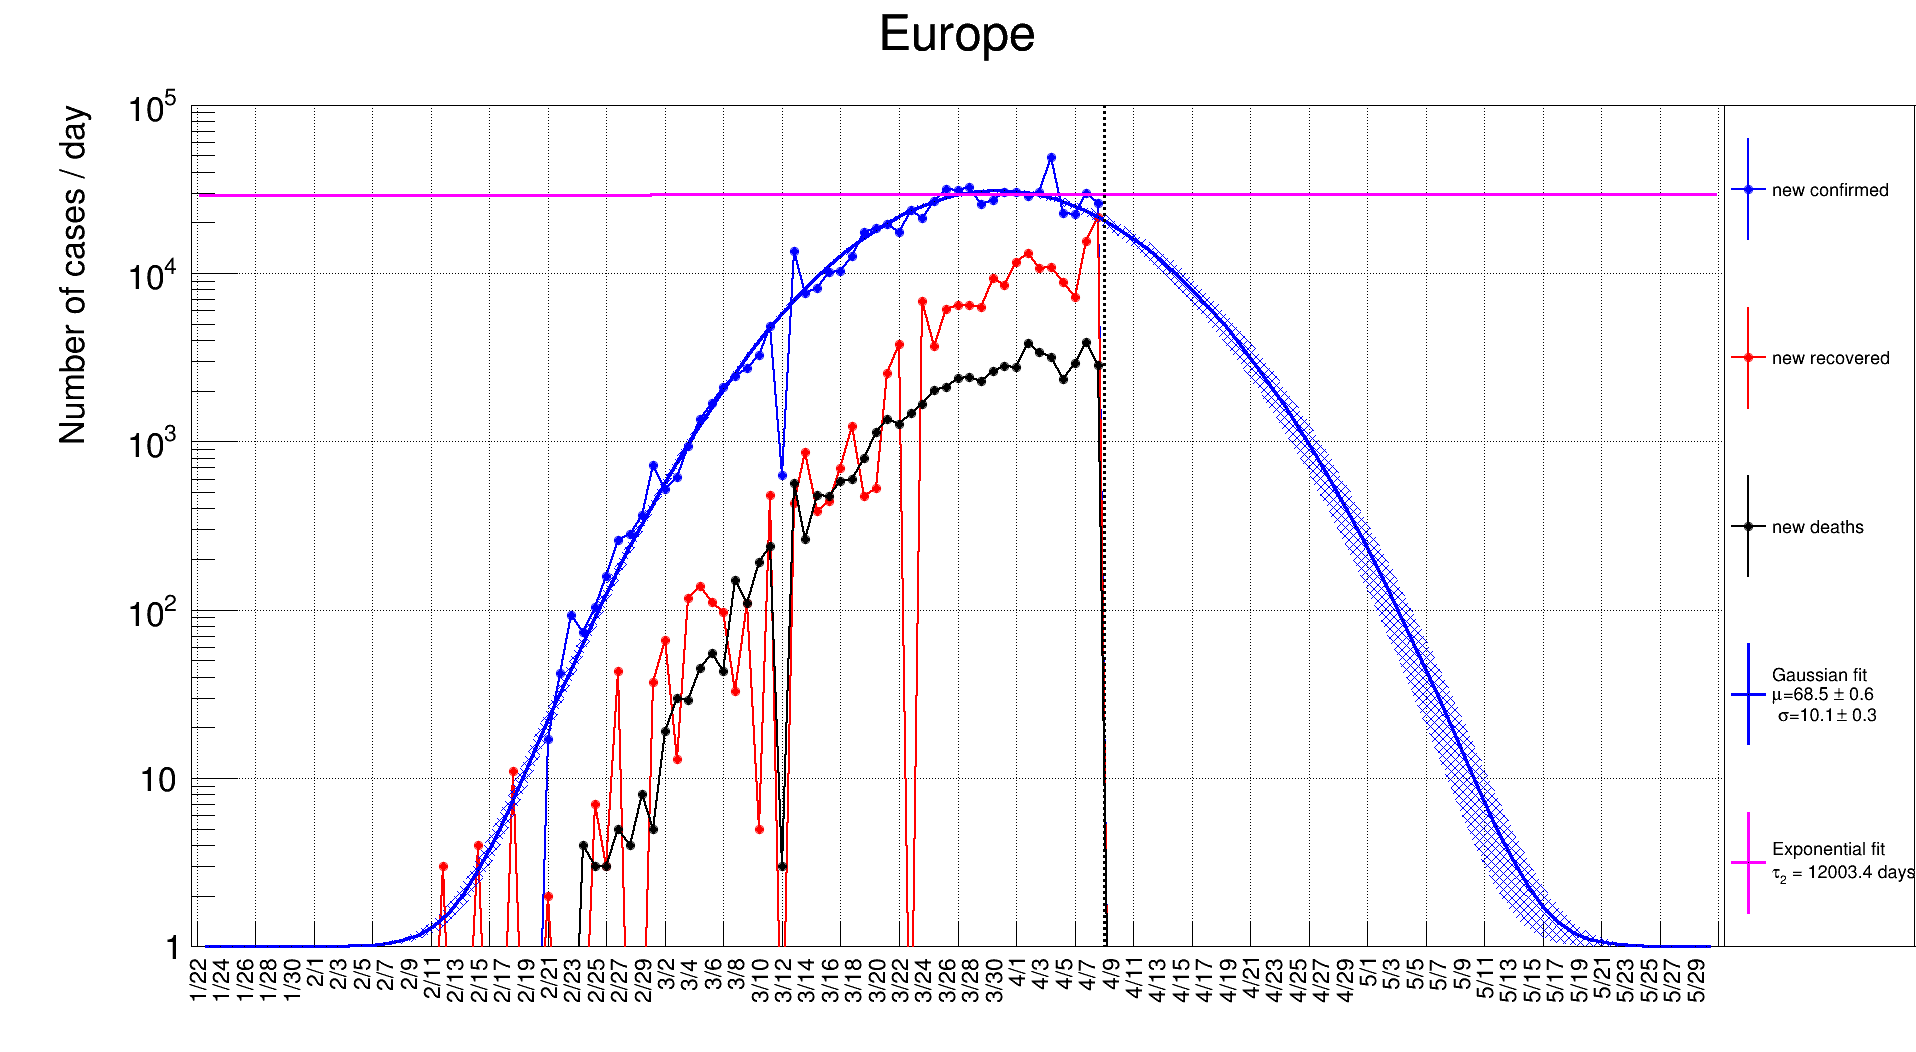 Europe
Number of cases / day
10^5
10^4
10^3
10^2
10
1
1/22 1/24 1/26 1/28 1/30 2/1 2/3 2/5 2/7 2/9 2/11 2/13 2/15 2/17 2/19 2/21 2/23 2/25 2/27 2/29 3/2 3/4 3/6 3/8 3/10 3/12 3/14 3/16 3/18 3/20 3/22 3/24 3/26 3/28 3/30 4/1 4/3 4/5 4/7 4/9 4/11 4/13 4/15 4/17 4/19 4/21 4/23 4/25 4/27 4/29 5/1 5/3 5/5 5/7 5/9 5/11 5/13 5/15 5/17 5/19 5/21 5/23 5/25 5/27 5/29
new confirmed
new recovered
new deaths
Gaussian fit
μ=68.5 ± 0.6
σ=10.1 ± 0.3
Exponential fit
τ₂ = 12003.4 days